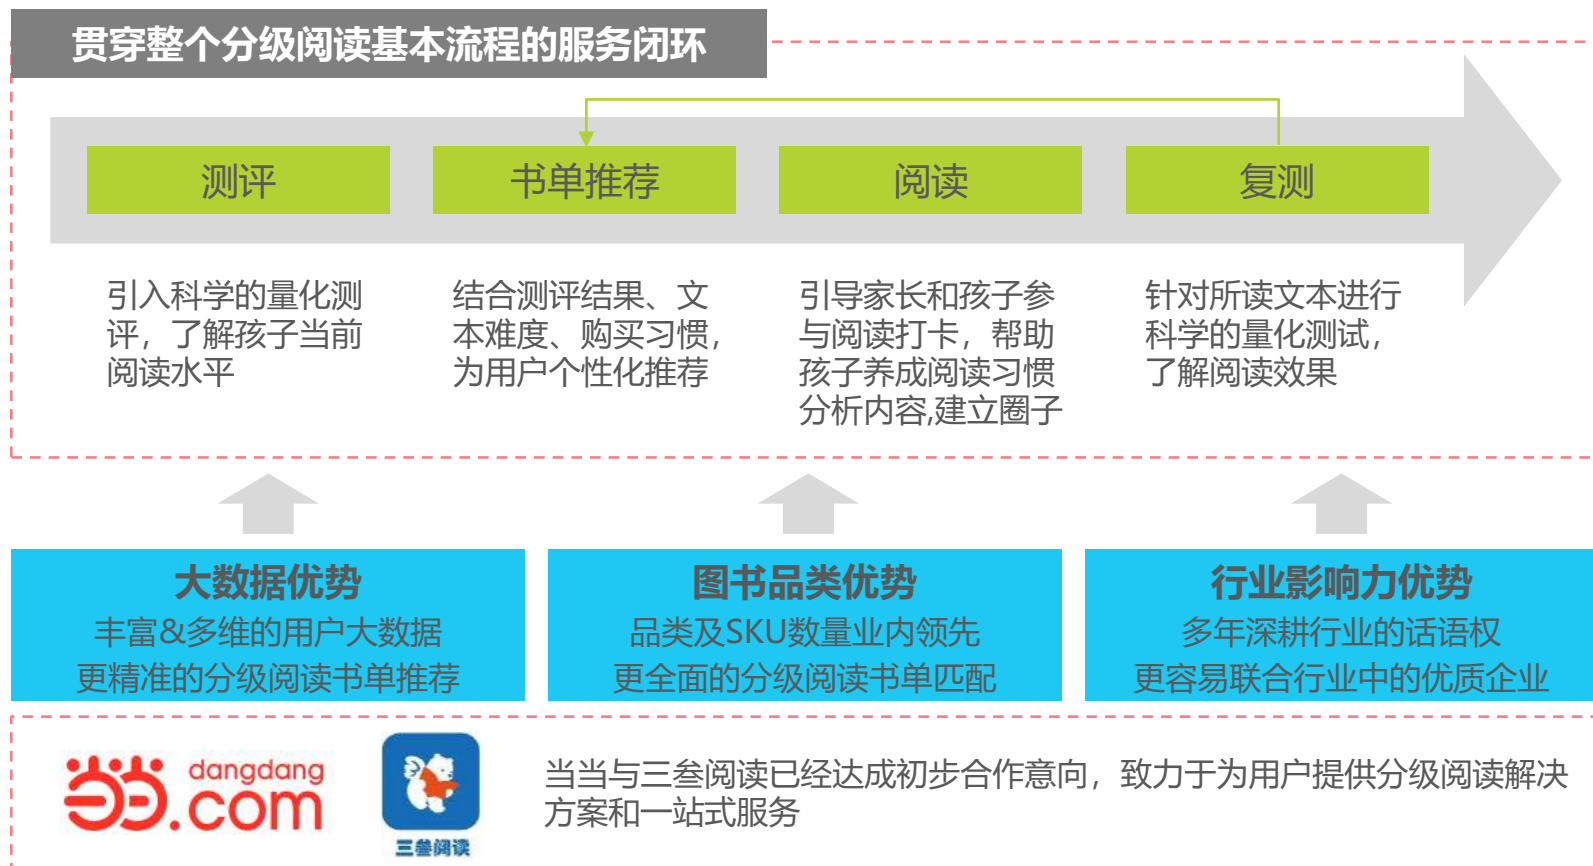 贯穿整个分级阅读基本流程的服务闭环
测评
书单推荐
阅读
复测
引入科学的量化测
评，了解孩子当前
阅读水平
结合测评结果、文
本难度、购买习惯，
为用户个性化推荐
引导家长和孩子参
与阅读打卡，帮助
孩子养成阅读习惯
分析内容,建立圈子
针对所读文本进行
科学的量化测试，
了解阅读效果
大数据优势
丰富&多维的用户大数据
更精准的分级阅读书单推荐
图书品类优势
品类及SKU数量业内领先
更全面的分级阅读书单匹配
行业影响力优势
多年深耕行业的话语权
更容易联合行业中的优质企业
当当
dangdang
.com
三叁阅读
当当与三叁阅读已经达成初步合作意向，致力于为用户提供分级阅读解决
方案和一站式服务